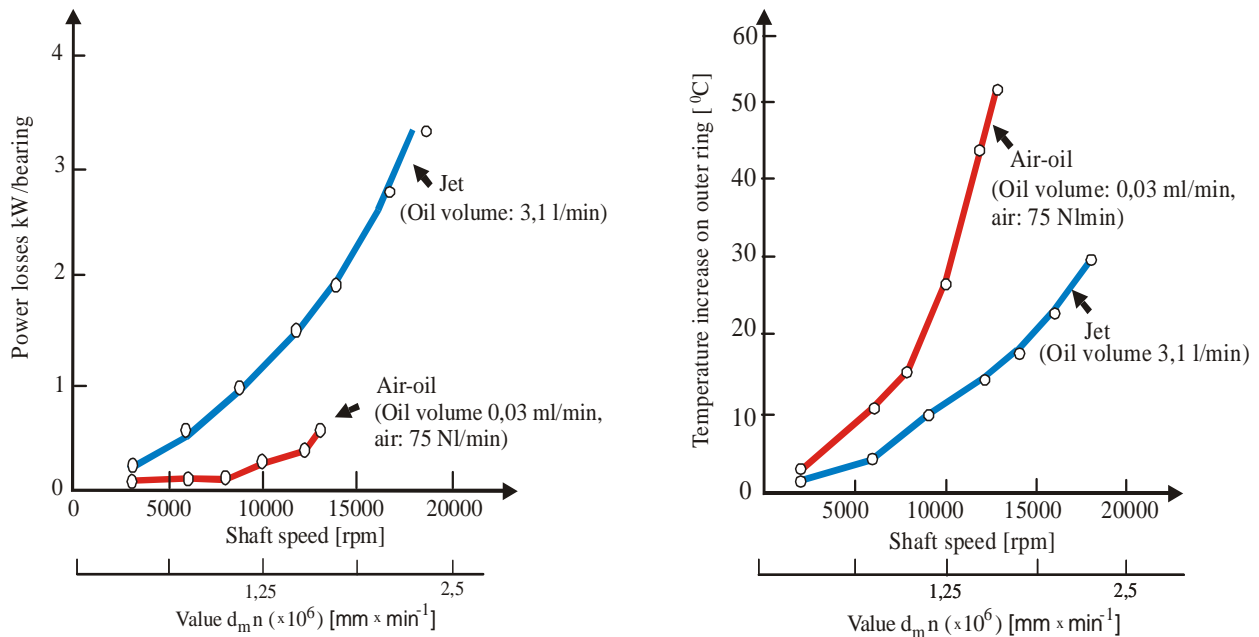 Power losses kW/bearing
4
3
2
1
0
Jet
(Oil volume: 3,1 l/min)
Air-oil
(Oil volume 0,03 ml/min,
air: 75 Nl/min)
5000
10000
15000
20000
Shaft speed [rpm]
1,25
2,5
Value dₘn (×10⁶) [mm × min⁻¹]
Temperature increase on outer ring [⁰C]
60
50
40
30
20
10
0
Air-oil
(Oil volume: 0,03 ml/min,
air: 75 Nlmin)
Jet
(Oil volume 3,1 l/min)
5000
10000
15000
20000
Shaft speed [rpm]
1,25
2,5
Value dₘn (×10⁶) [mm × min⁻¹]